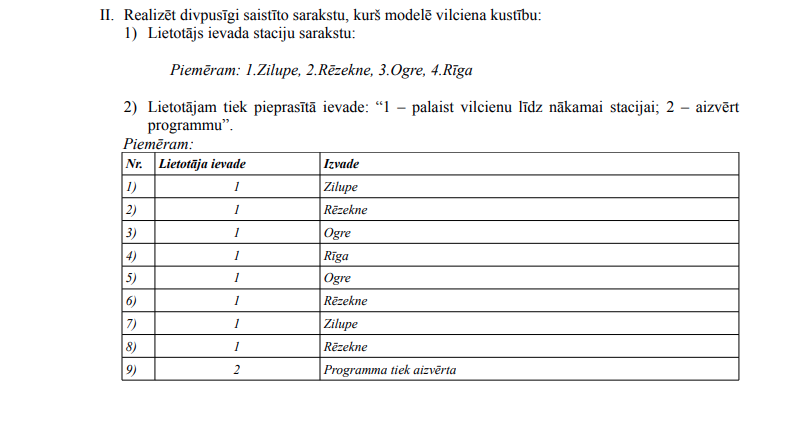 II. Realizēt divpusīgi saistīto sarakstu, kurš modelē vilciena kustību:
1) Lietotājs ievada staciju sarakstu:
Piemēram: 1.Zilupe, 2.Rēzekne, 3.Ogre, 4.Rīga
2) Lietotājam tiek pieprasītā ievade: “1 – palaist vilcienu līdz nākamai stacijai; 2 – aizvērt
programmu”.
Piemēram:
Nr. Lietotāja ievade Izvade
1) 1 Zilupe
2) 1 Rēzekne
3) 1 Ogre
4) 1 Rīga
5) 1 Ogre
6) 1 Rēzekne
7) 1 Zilupe
8) 1 Rēzekne
9) 2 Programma tiek aizvērta